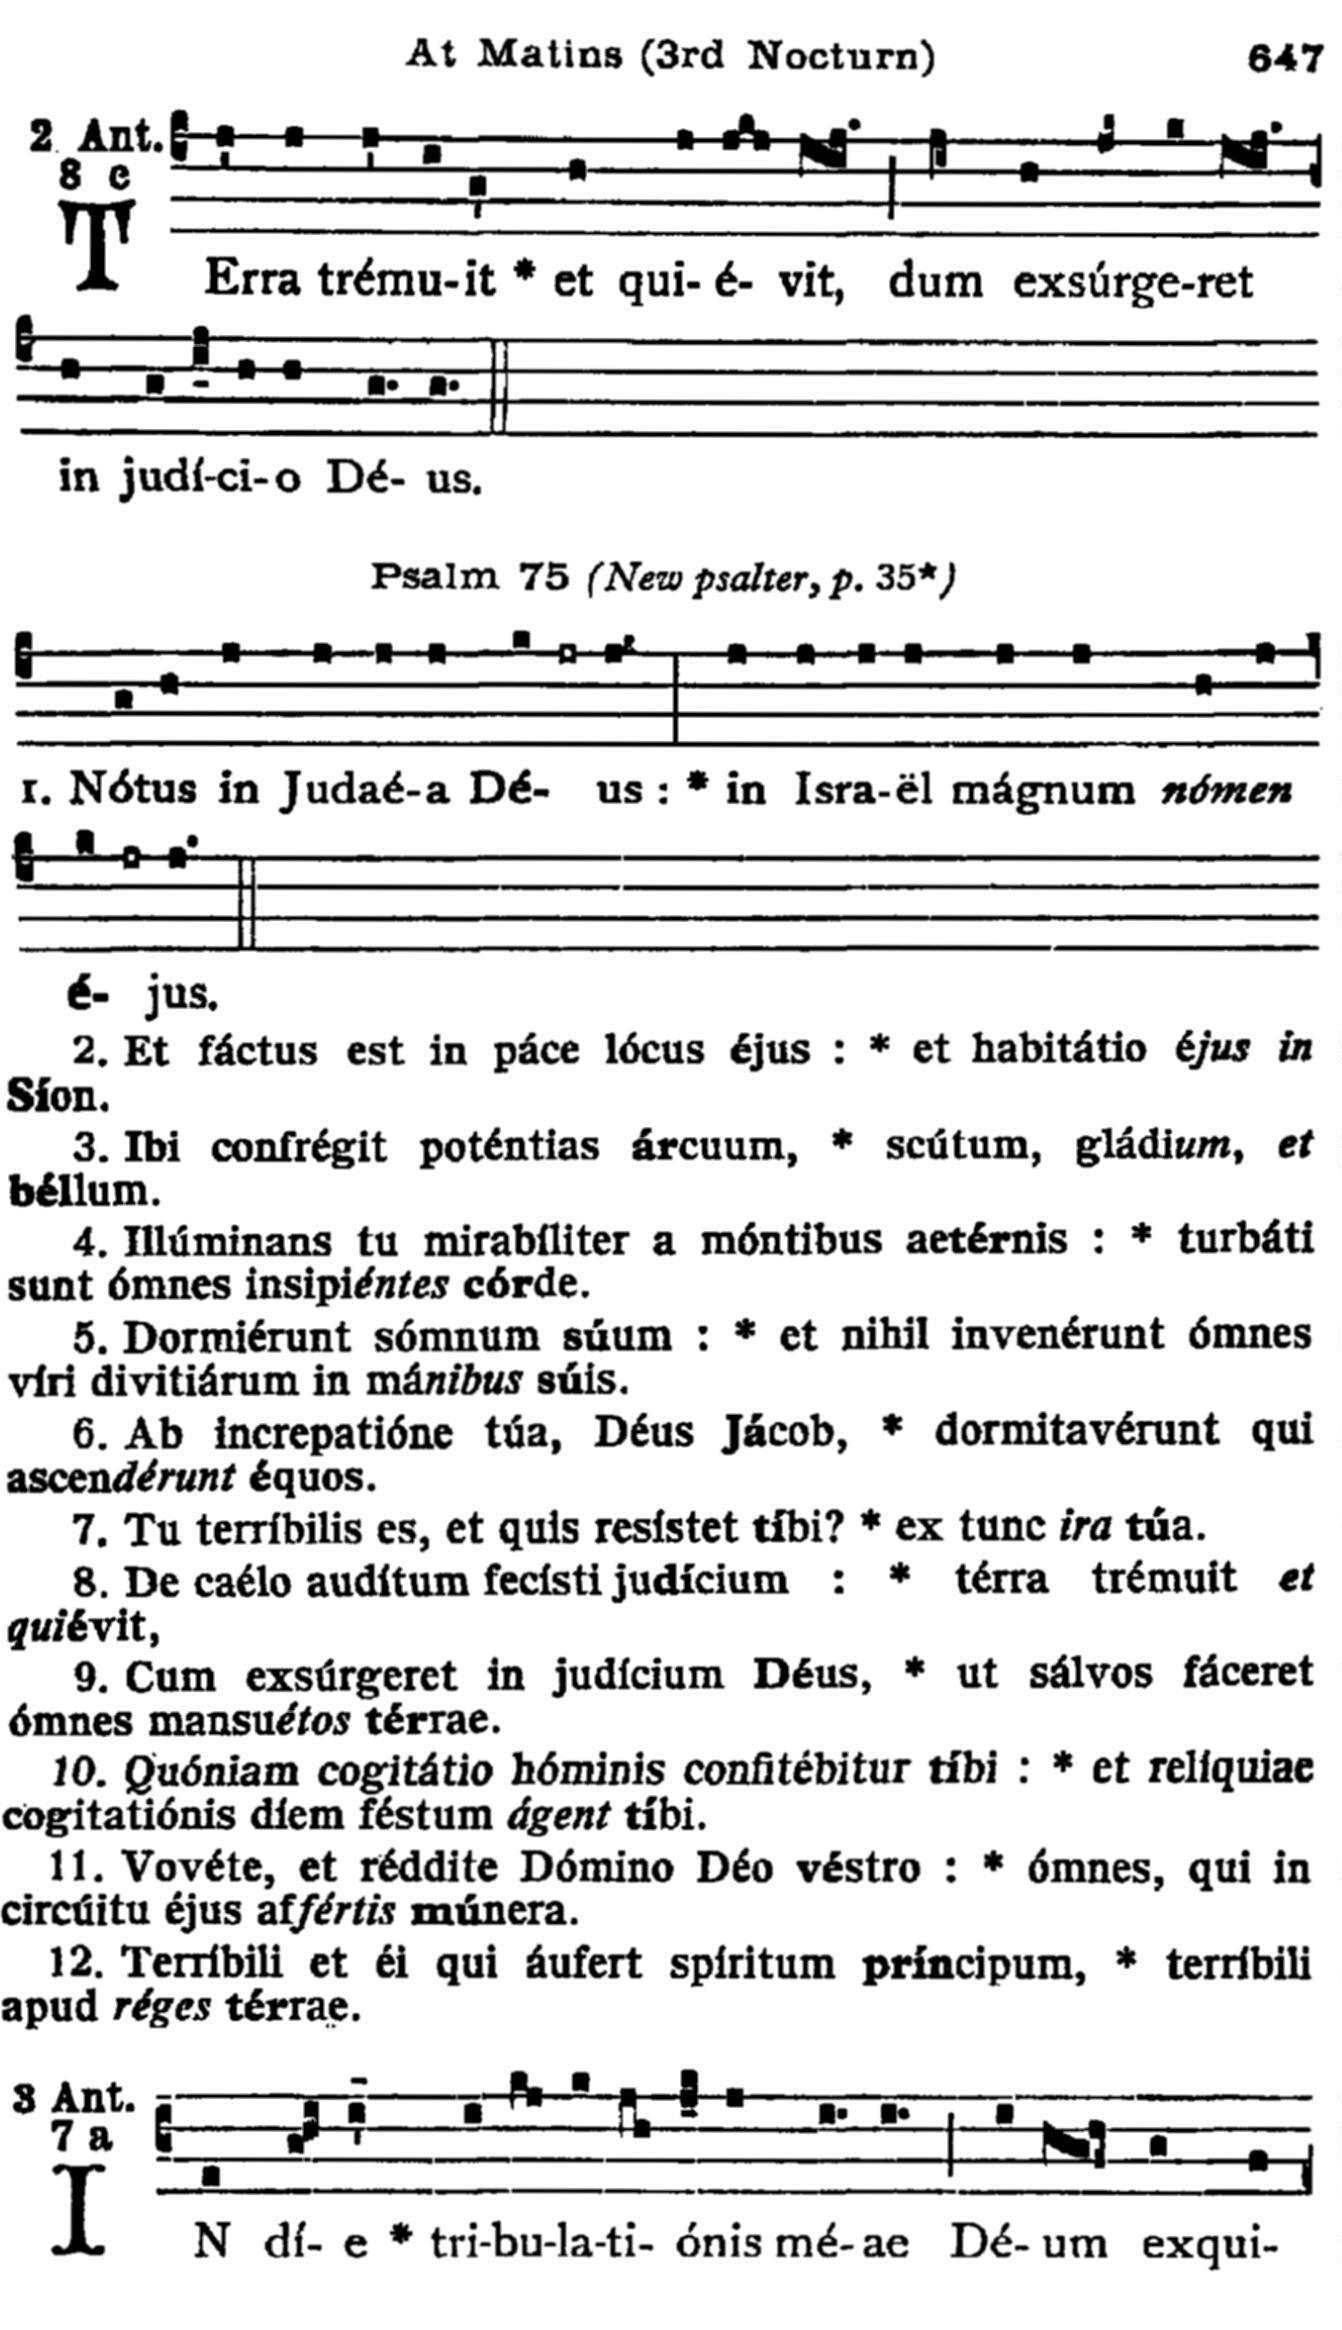 At Matins (3rd Nocturn) 647
2 Ant.
8 c
TErra trému-it * et qui- é- vit, dum exsúrge-ret
in judí-ci-o Dé- us.
Psalm 75 (New psalter, p. 35*)
1. Nótus in Judaé-a Dé- us : * in Isra-ël mágnum nómen
é- jus.
2. Et fáctus est in páce lócus éjus : * et habitátio éjus in
Síon.
3. Ibi confrégit poténtias árcuum, * scútum, gládium, et
béllum.
4. Illúminans tu mirabíliter a móntibus aetérnis : * turbáti
sunt ómnes insipiéntes córde.
5. Dormiérunt sómnum súum : * et nihil invenérunt ómnes
víri divitiárum in mánibus súis.
6. Ab increpatióne túa, Déus Jácob, * dormitavérunt qui
ascendérunt équos.
7. Tu terríbilis es, et quis resístet tíbi? * ex tunc ira túa.
8. De caélo audítum fecísti judícium : * térra trémuit et
quiévit,
9. Cum exsúrgeret in judícium Déus, * ut sálvos fáceret
ómnes mansuétos térrae.
10. Quóniam cogitátio hóminis confitébitur tíbi : * et relíquiae
cogitatiónis díem féstum ágent tíbi.
11. Vovéte, et réddite Dómino Déo véstro : * ómnes, qui in
circúitu éjus affértis múnera.
12. Terríbili et éi qui áufert spíritum príncipum, * terríbili
apud réges térrae.
3 Ant.
7 a
IN dí- e * tri-bu-la-ti- ónis mé- ae Dé- um exqui-